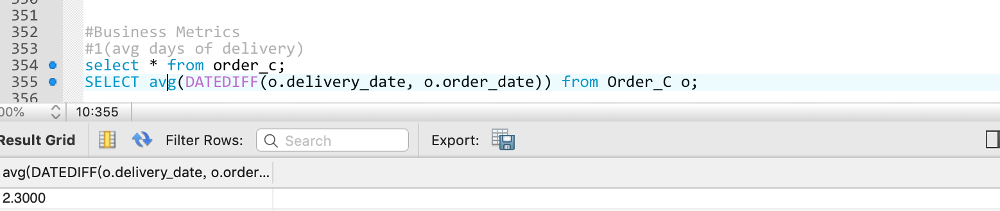 351
352 #Business Metrics
353 #1(avg days of delivery)
354 select * from order_c;
355 SELECT avg(DATEDIFF(o.delivery_date, o.order_date)) from Order_C o;
356
00% 10:355
Result Grid Filter Rows: Search Export:
avg(DATEDIFF(o.delivery_date, o.order...
2.3000